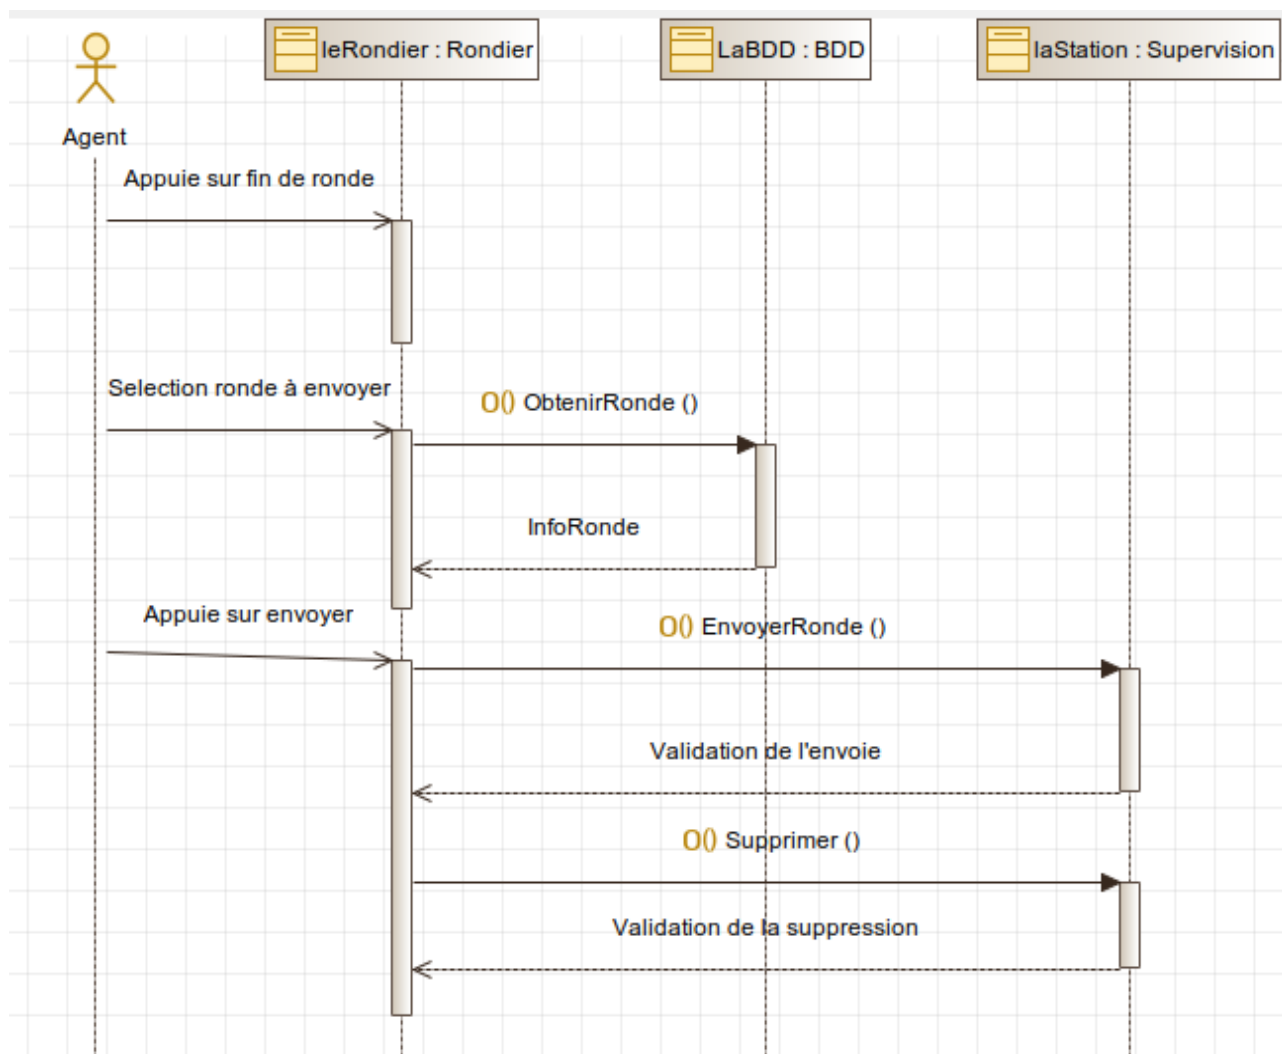 leRondier : Rondier
LaBDD : BDD
laStation : Supervision
Agent
Appuie sur fin de ronde
Selection ronde à envoyer
O() ObtenirRonde ()
InfoRonde
Appuie sur envoyer
O() EnvoyerRonde ()
Validation de l'envoie
O() Supprimer ()
Validation de la suppression